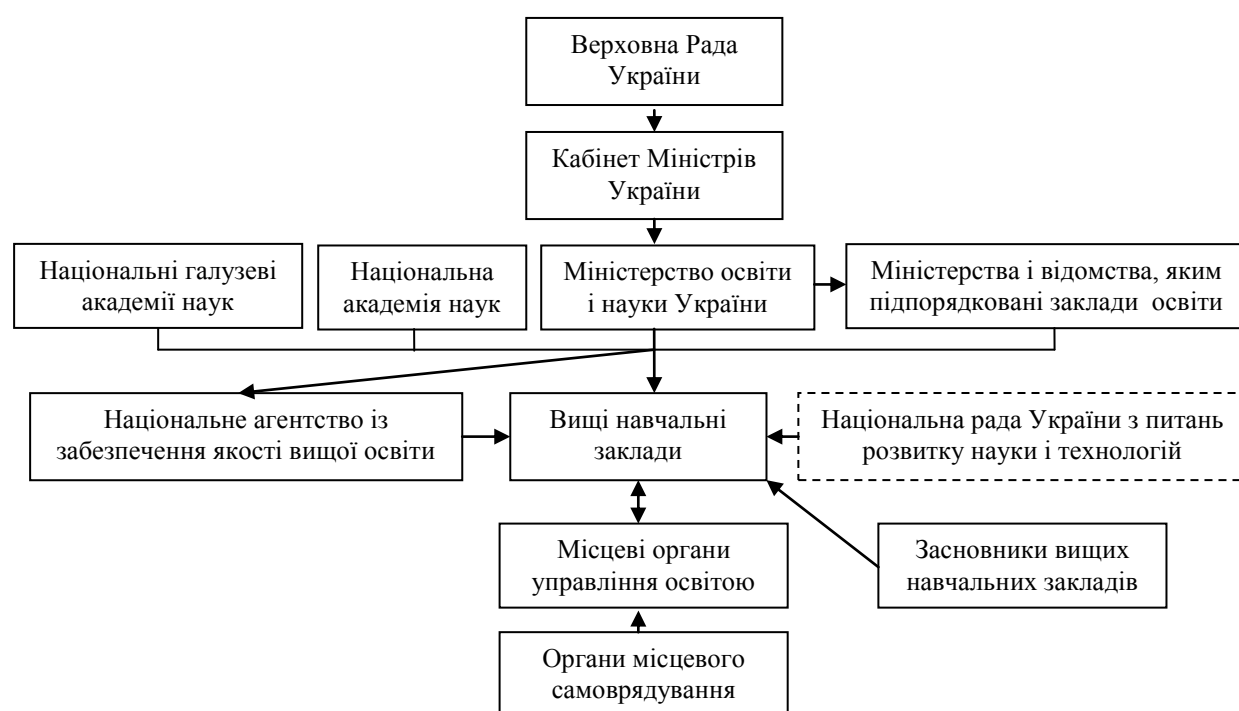 Верховна Рада
України
Кабінет Міністрів
України
Національні галузеві
академії наук
Національна
академія наук
Міністерство освіти
і науки України
Міністерства і відомства, яким
підпорядковані заклади освіти
Національне агентство із
забезпечення якості вищої освіти
Вищі навчальні
заклади
Національна рада України з питань
розвитку науки і технологій
Місцеві органи
управління освітою
Засновники вищих
навчальних закладів
Органи місцевого
самоврядування